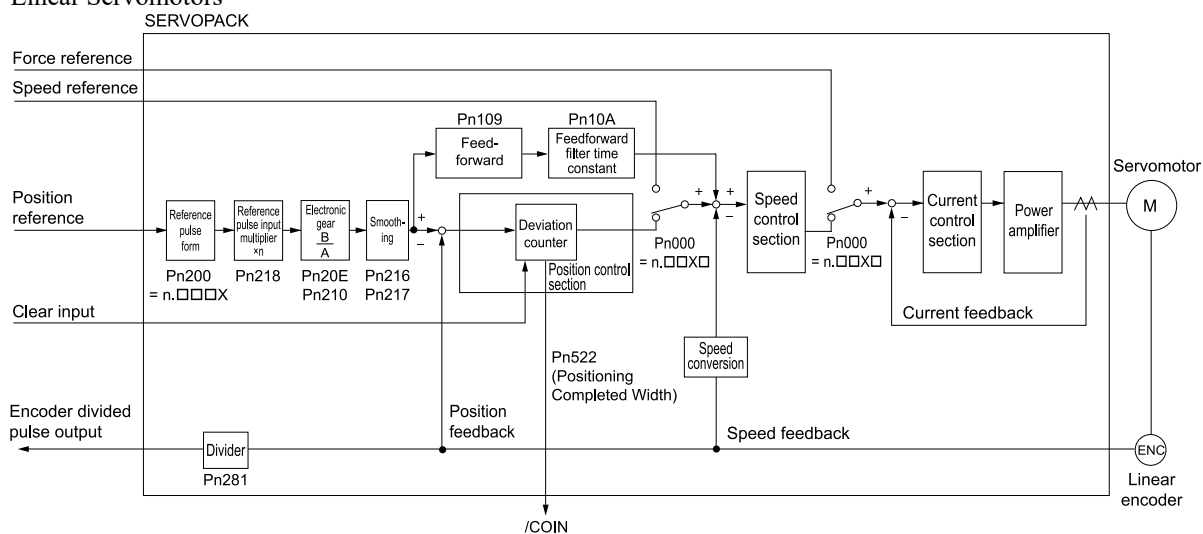 Linear Servomotors
SERVOPACK
Force reference
Speed reference
Pn109
Pn10A
Feed-
forward
Feedforward
filter time
constant
Servomotor
Position
reference
Reference
pulse
form
Reference
pulse input
multiplier
×n
Electronic
gear
B
A
Smooth-
ing
+
−
Deviation
counter
Position control
section
+
+
−
Speed
control
section
+
−
Current
control
section
Power
amplifier
M
Pn200
= n.□□□X
Pn218
Pn20E
Pn210
Pn216
Pn217
Pn000
= n.□□X□
Pn000
= n.□□X□
Clear input
Current feedback
Pn522
(Positioning
Completed Width)
Speed
conversion
Encoder divided
pulse output
Divider
Pn281
Position
feedback
Speed feedback
ENC
Linear
encoder
/COIN